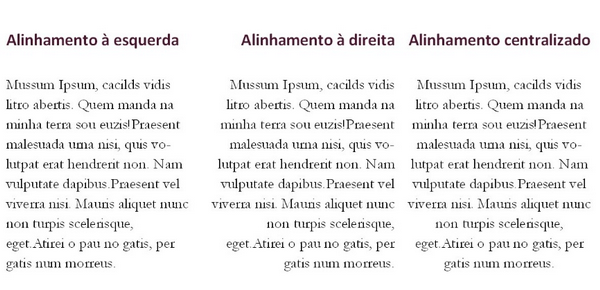 Alinhamento à esquerda
Mussum Ipsum, cacilds vidis
litro abertis. Quem manda na
minha terra sou euzis!Praesent
malesuada urna nisi, quis vo-
lutpat erat hendrerit non. Nam
vulputate dapibus.Praesent vel
viverra nisi. Mauris aliquet nunc
non turpis scelerisque,
eget.Atirei o pau no gatis, per
gatis num morreus.
Alinhamento à direita
Mussum Ipsum, cacilds vidis
litro abertis. Quem manda na
minha terra sou euzis!Praesent
malesuada urna nisi, quis vo-
lutpat erat hendrerit non. Nam
vulputate dapibus.Praesent vel
viverra nisi. Mauris aliquet nunc
non turpis scelerisque,
eget.Atirei o pau no gatis, per
gatis num morreus.
Alinhamento centralizado
Mussum Ipsum, cacilds vidis
litro abertis. Quem manda na
minha terra sou euzis!Praesent
malesuada urna nisi, quis vo-
lutpat erat hendrerit non. Nam
vulputate dapibus.Praesent vel
viverra nisi. Mauris aliquet nunc
non turpis scelerisque,
eget.Atirei o pau no gatis, per
gatis num morreus.